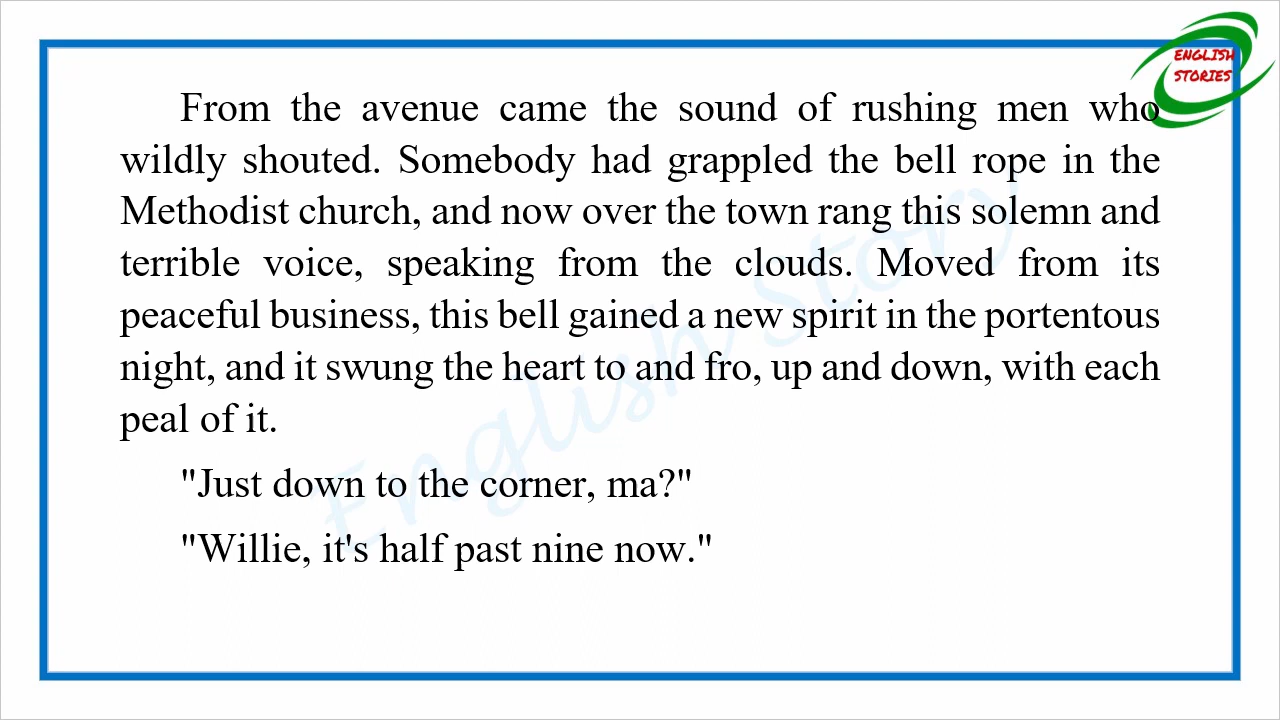 ENGLISH
STORIES
From the avenue came the sound of rushing men who
wildly shouted. Somebody had grappled the bell rope in the
Methodist church, and now over the town rang this solemn and
terrible voice, speaking from the clouds. Moved from its
peaceful business, this bell gained a new spirit in the portentous
night, and it swung the heart to and fro, up and down, with each
peal of it.
"Just down to the corner, ma?"
"Willie, it's half past nine now."
English Story